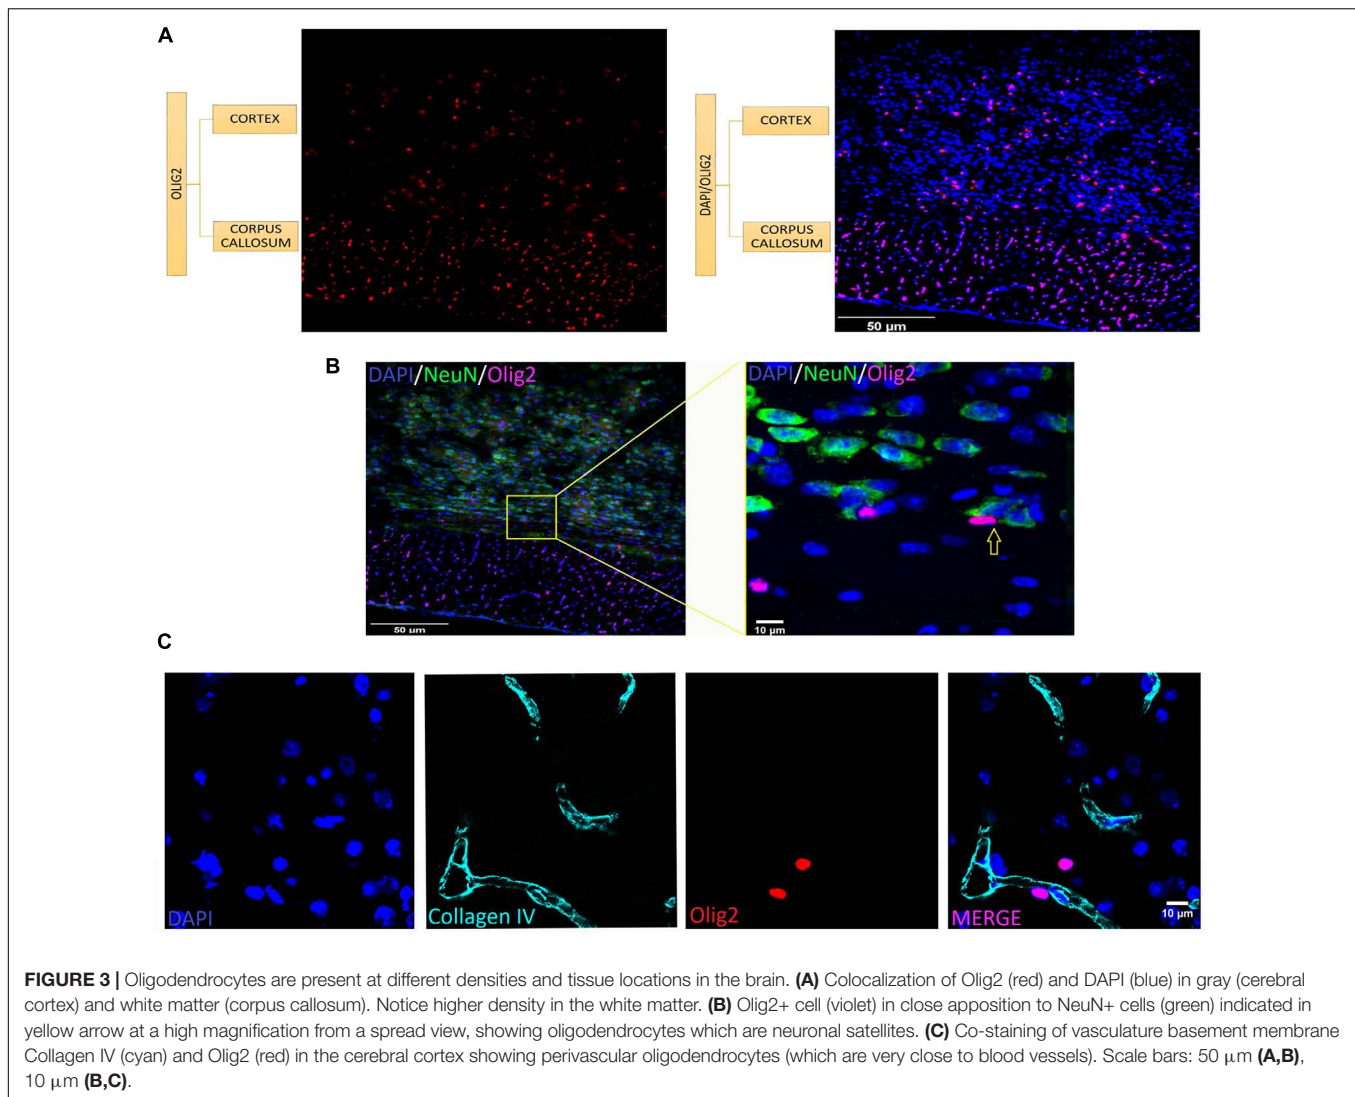 A
OLIG2
CORTEX
CORPUS
CALLOSUM
DAPI/OLIG2
CORTEX
CORPUS
CALLOSUM
50 µm
B
DAPI/NeuN/Olig2
50 µm
DAPI/NeuN/Olig2
10 µm
C
DAPI
Collagen IV
Olig2
MERGE
10 µm
FIGURE 3 | Oligodendrocytes are present at different densities and tissue locations in the brain. (A) Colocalization of Olig2 (red) and DAPI (blue) in gray (cerebral
cortex) and white matter (corpus callosum). Notice higher density in the white matter. (B) Olig2+ cell (violet) in close apposition to NeuN+ cells (green) indicated in
yellow arrow at a high magnification from a spread view, showing oligodendrocytes which are neuronal satellites. (C) Co-staining of vasculature basement membrane
Collagen IV (cyan) and Olig2 (red) in the cerebral cortex showing perivascular oligodendrocytes (which are very close to blood vessels). Scale bars: 50 µm (A,B),
10 µm (B,C).